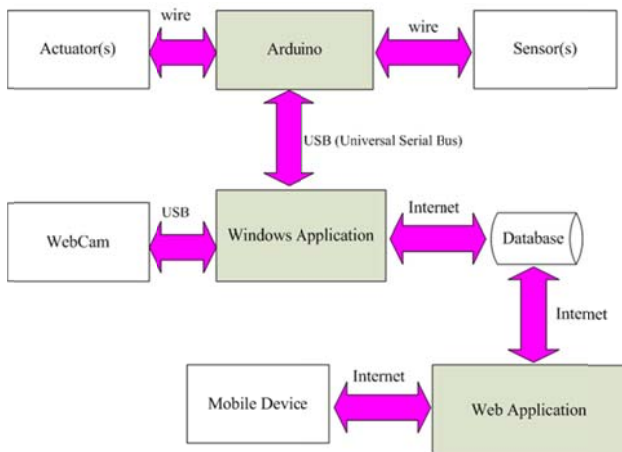 wire
wire
Actuator(s)
Arduino
Sensor(s)
USB (Universal Serial Bus)
USB
Internet
WebCam
Windows Application
Database
Internet
Internet
Mobile Device
Web Application